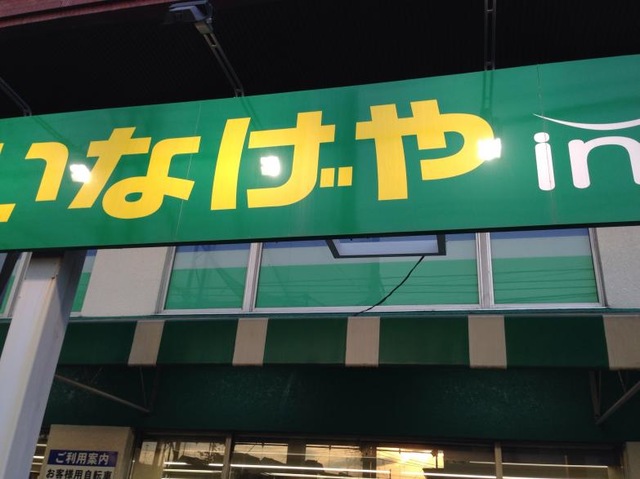 いなげや in
ご利用案内
お客様用自転車